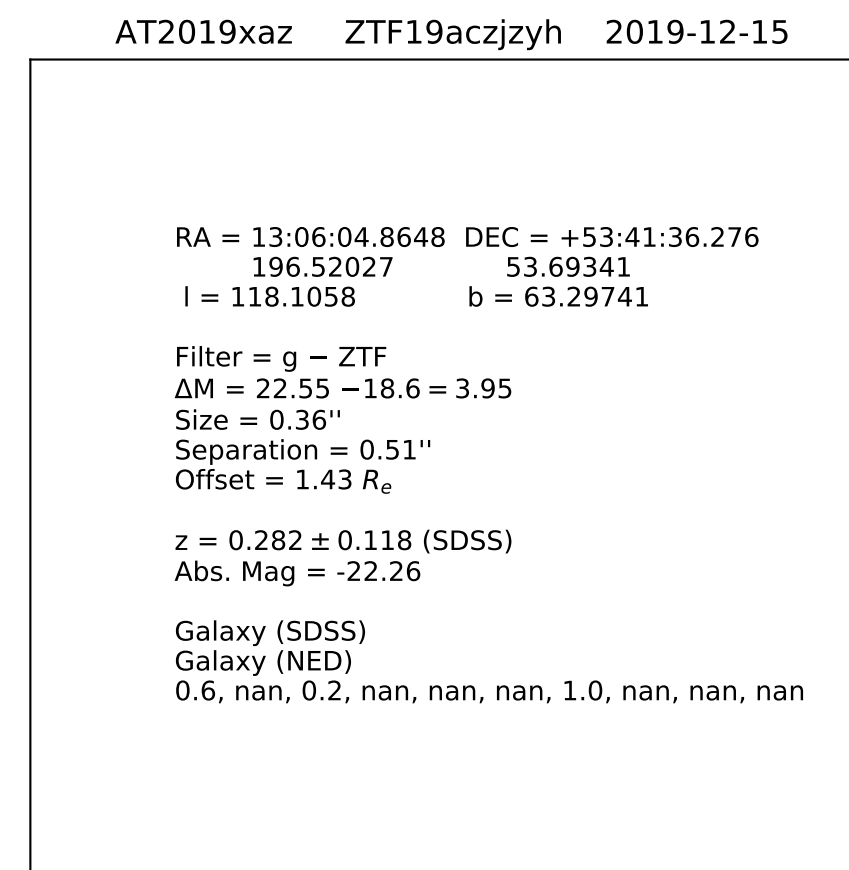 AT2019xaz ZTF19aczjzyh 2019-12-15
RA = 13:06:04.8648 DEC = +53:41:36.276
196.52027 53.69341
l = 118.1058 b = 63.29741
Filter = g − ZTF
ΔM = 22.55 −18.6 = 3.95
Size = 0.36''
Separation = 0.51''
Offset = 1.43 Re
z = 0.282 ± 0.118 (SDSS)
Abs. Mag = -22.26
Galaxy (SDSS)
Galaxy (NED)
0.6, nan, 0.2, nan, nan, nan, 1.0, nan, nan, nan